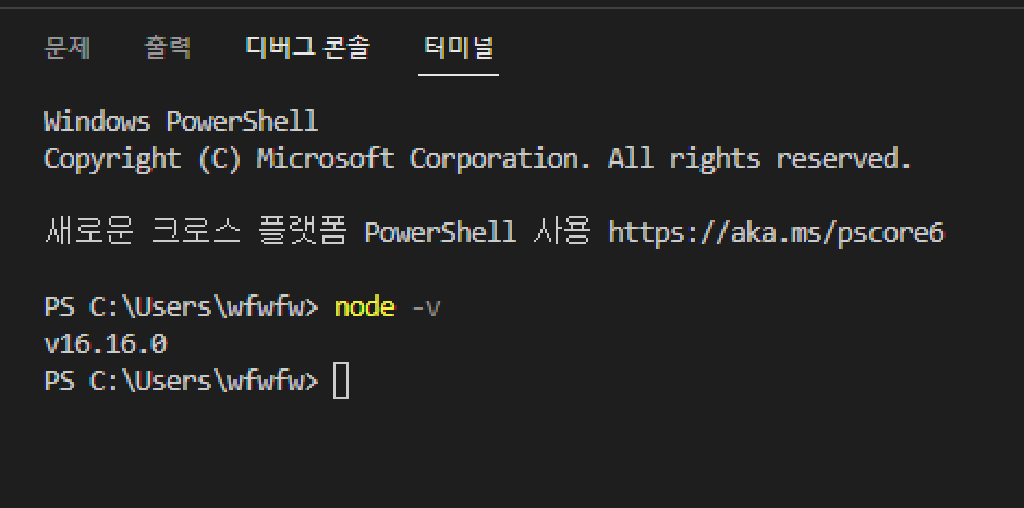 문제 출력 디버그 콘솔 터미널
Windows PowerShell
Copyright (C) Microsoft Corporation. All rights reserved.
새로운 크로스 플랫폼 PowerShell 사용 https://aka.ms/pscore6
PS C:\Users\wfwfw> node -v
v16.16.0
PS C:\Users\wfwfw>